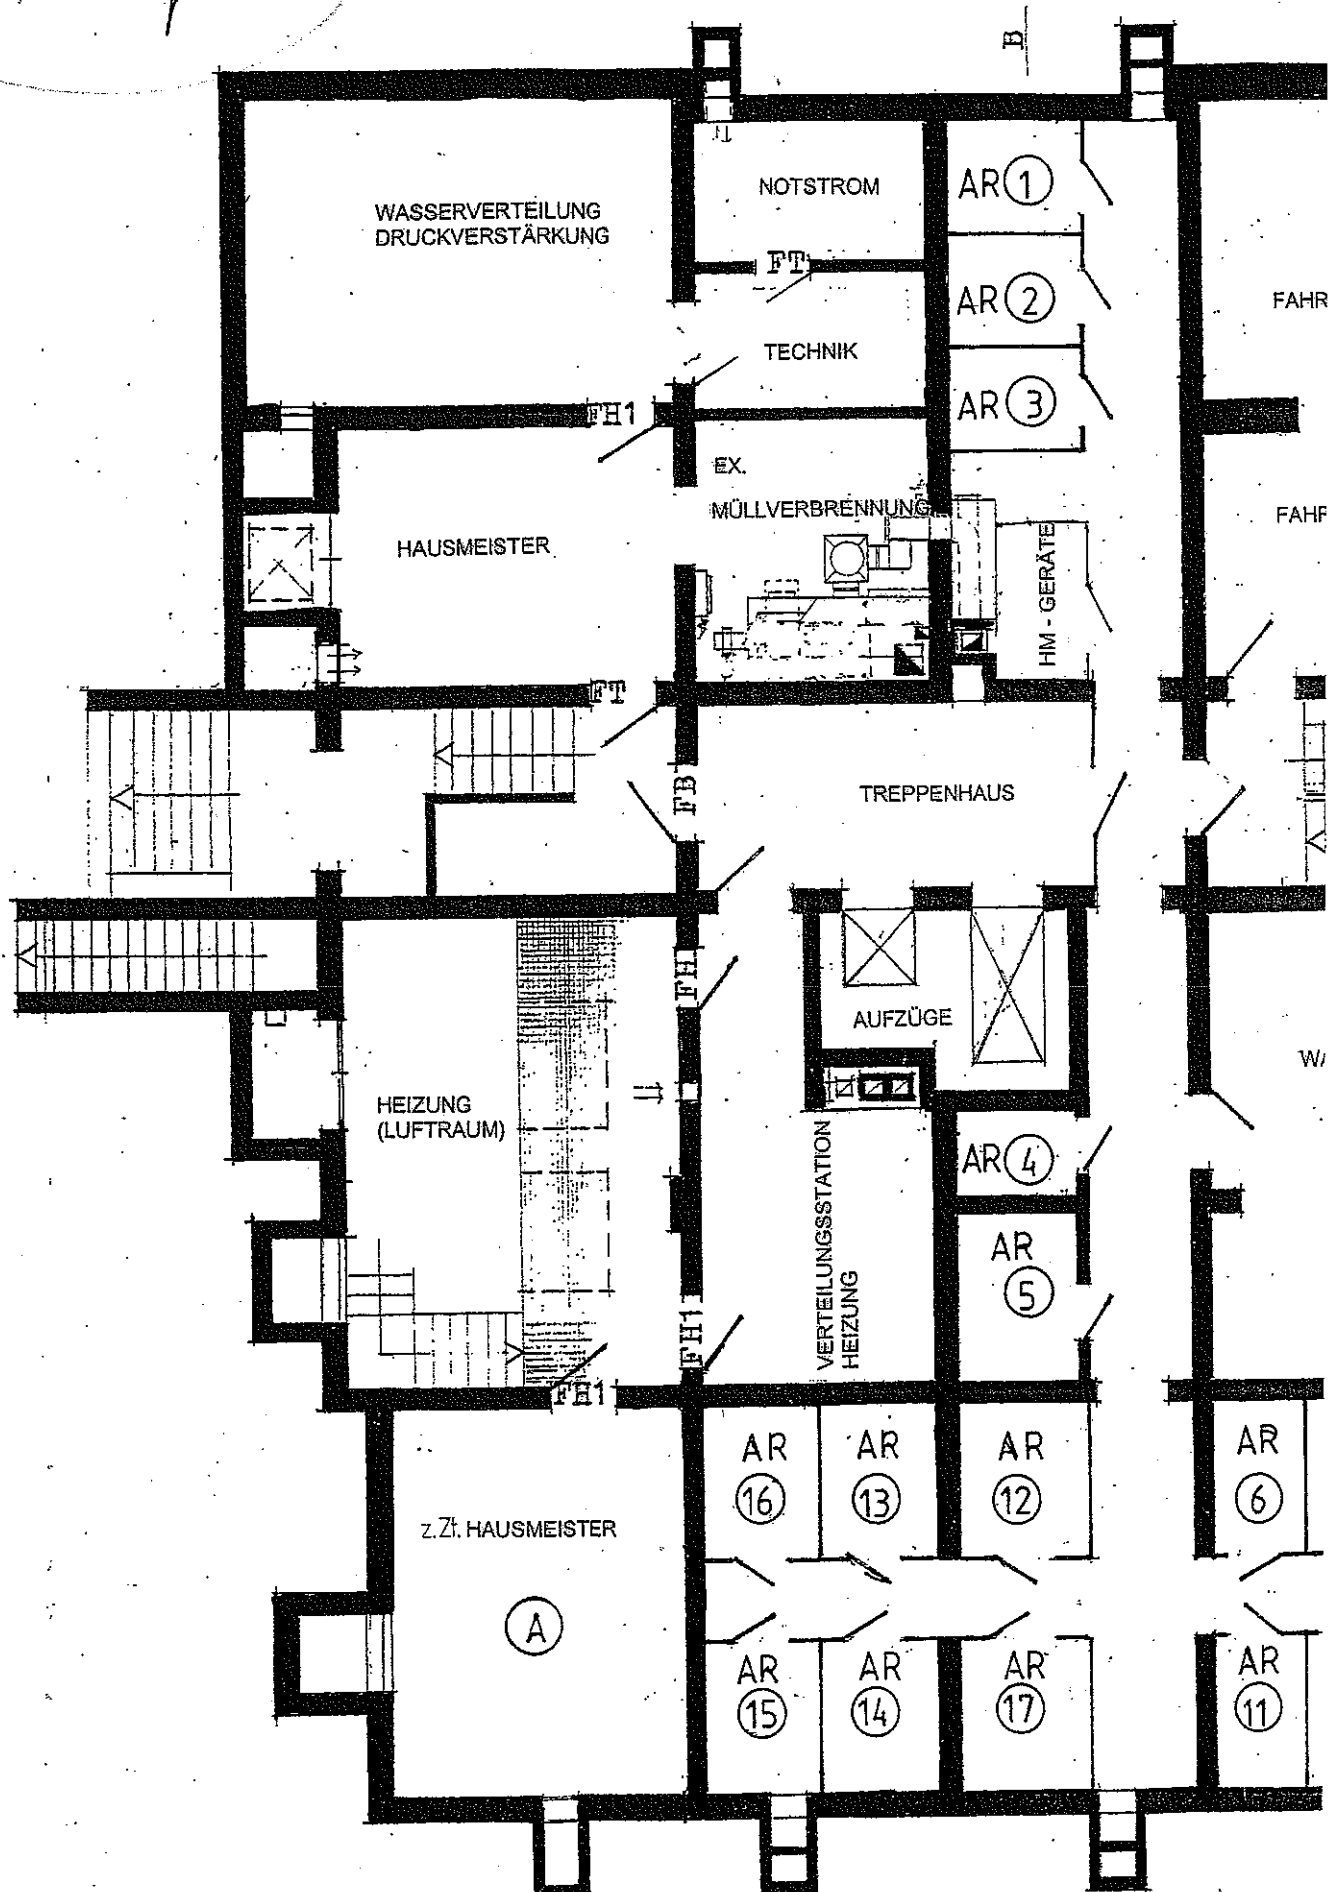 B
NOTSTROM
AR 1
WASSERVERTEILUNG
DRUCKVERSTÄRKUNG
FT
AR 2
FAHR
TECHNIK
AR 3
FH1
EX.
MÜLLVERBRENNUNG
FAHR
HAUSMEISTER
HM - GERÄTE
FT
FB
TREPPENHAUS
FH
AUFZÜGE
WA
HEIZUNG
(LUFTRAUM)
AR 4
VERTEILUNGSSTATION
HEIZUNG
AR
5
FH1
FH1
AR
16
AR
13
AR
12
AR
6
z.Zt. HAUSMEISTER
A
AR
15
AR
14
AR
17
AR
11